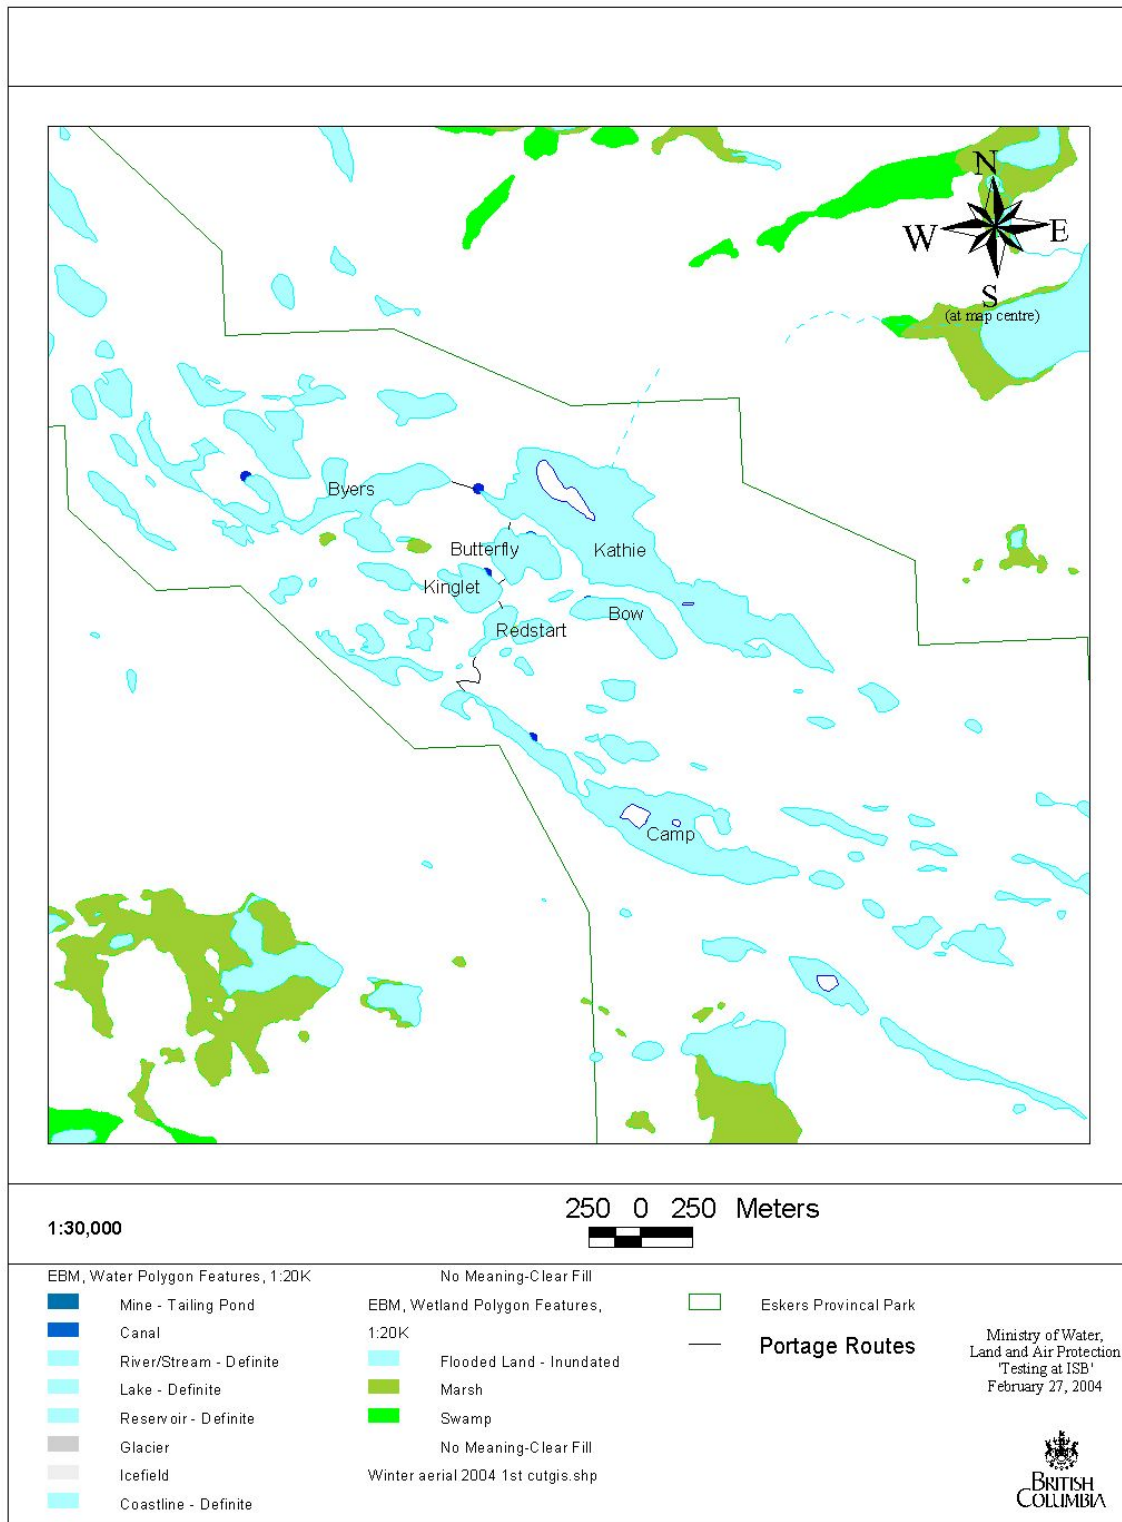 N
W E
S
(at map centre)
Byers
Butterfly
Kathie
Kinglet
Bow
Redstart
Camp
250 0 250 Meters
1:30,000
EBM, Water Polygon Features, 1:20K
Mine - Tailing Pond
Canal
River/Stream - Definite
Lake - Definite
Reservoir - Definite
Glacier
Icefield
Coastline - Definite
No Meaning-Clear Fill
EBM, Wetland Polygon Features,
1:20K
Flooded Land - Inundated
Marsh
Swamp
No Meaning-Clear Fill
Winter aerial 2004 1st cutgis.shp
Eskers Provincal Park
Portage Routes
Ministry of Water,
Land and Air Protection
'Testing at ISB'
February 27, 2004
BRITISH
COLUMBIA